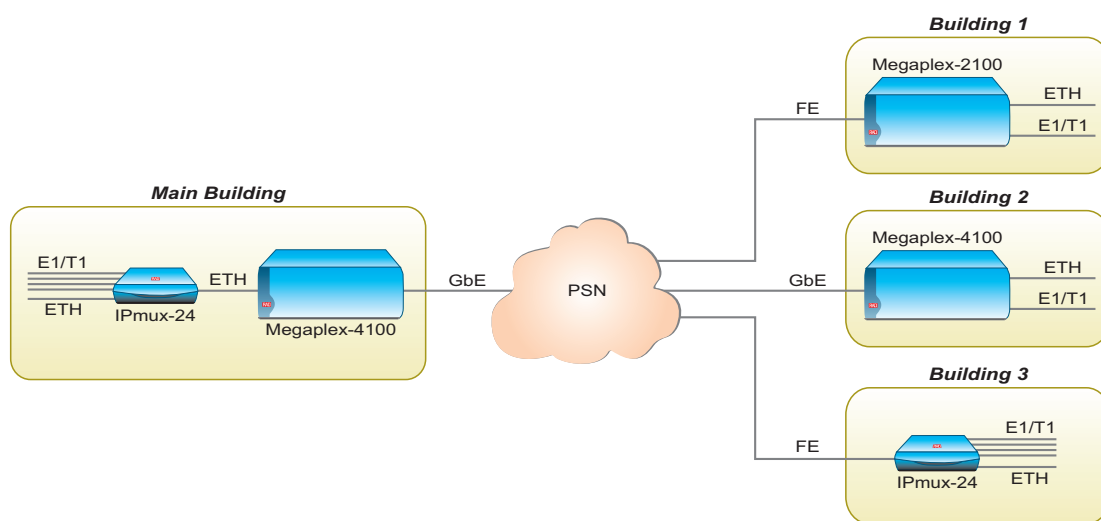 Main Building
E1/T1
ETH
IPmux-24
ETH
Megaplex-4100
GbE
PSN
FE
Building 1
Megaplex-2100
ETH
E1/T1
GbE
Building 2
Megaplex-4100
ETH
E1/T1
FE
Building 3
E1/T1
ETH
IPmux-24